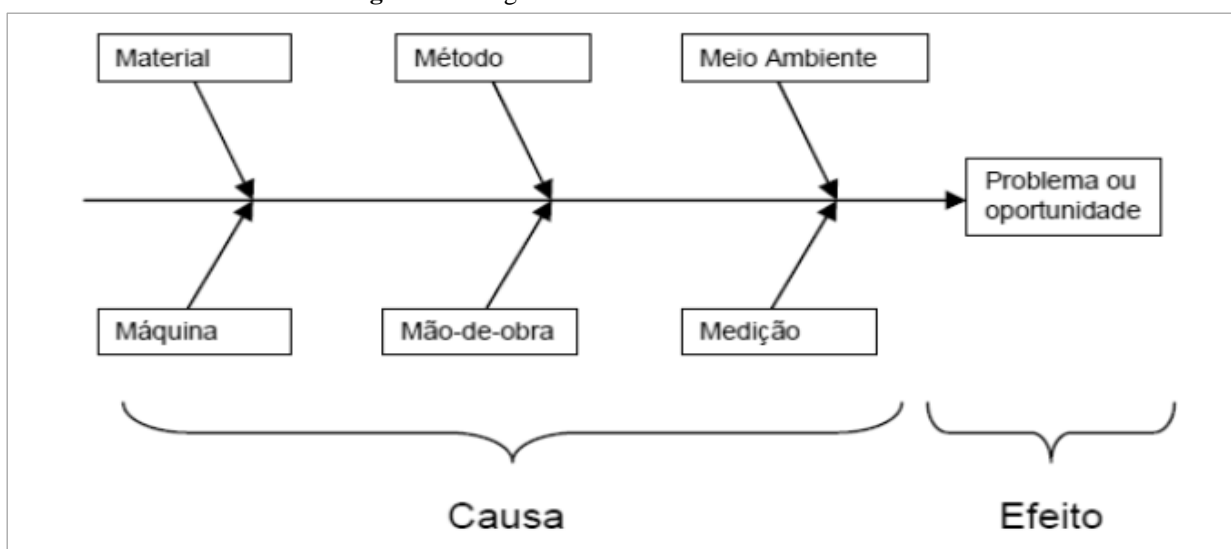 Material
Método
Meio Ambiente
Problema ou
oportunidade
Máquina
Mão-de-obra
Medição
Causa
Efeito